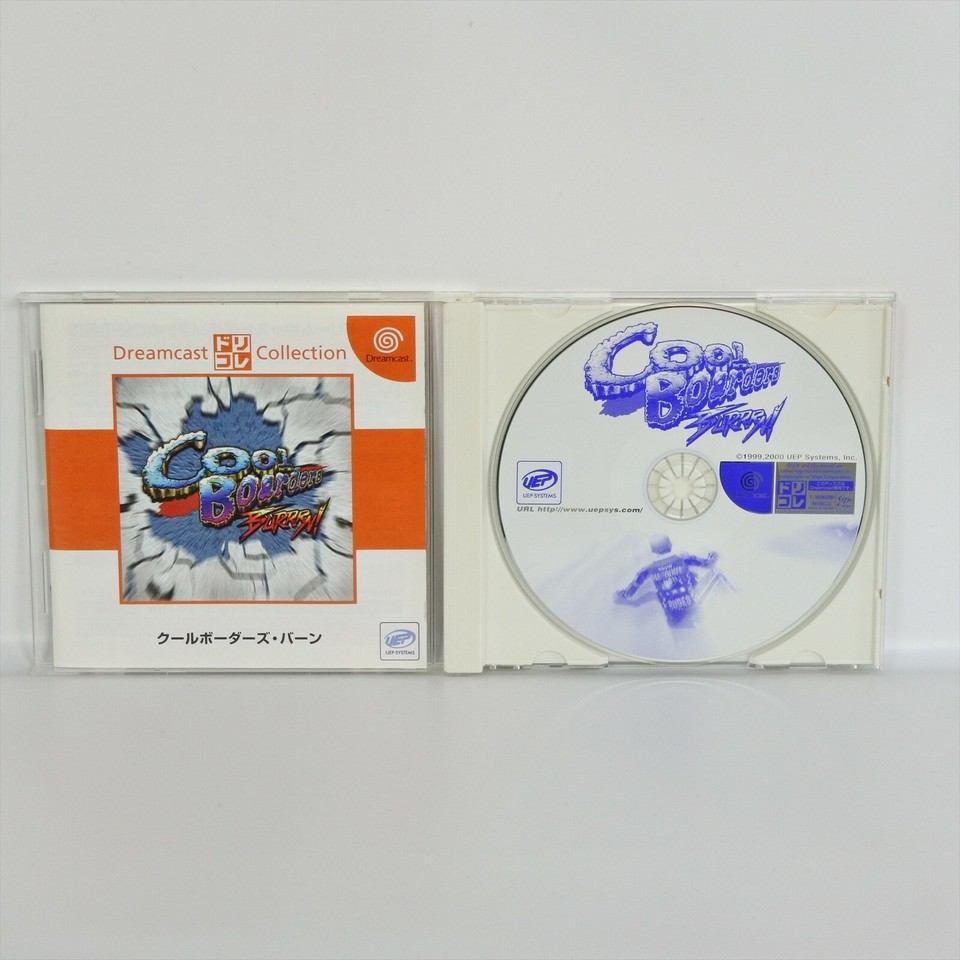 Dreamcast ドリコレ Collection
Dreamcast
Cool
Boarders
BURRRN!
クールボーダーズ・バーン
UEP
UEP SYSTEMS
Cool
Boarders
BURRRN!
©1999,2000 UEP Systems, Inc.
UEP
UEP SYSTEMS
URL http//www.uepsys.com/
ドリ
コレ
RODEO